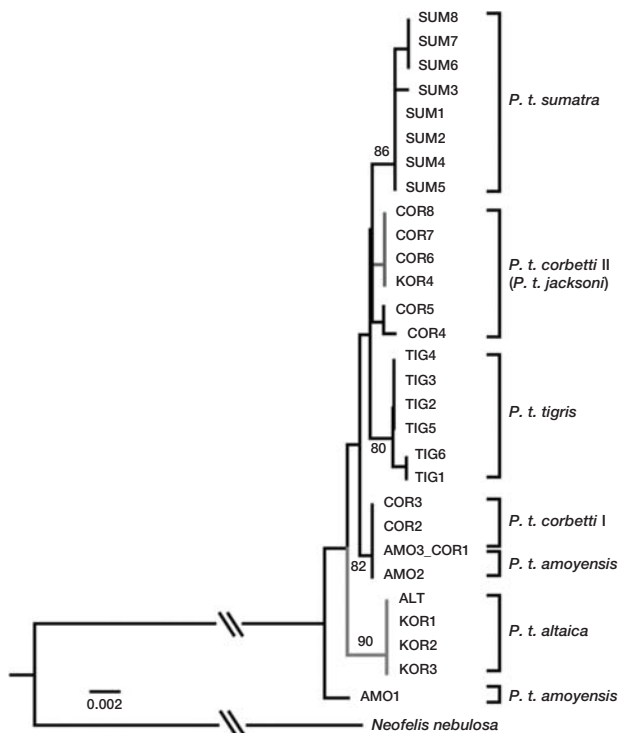 SUM8
SUM7
SUM6
SUM3
SUM1
SUM2
SUM4
SUM5
86
P. t. sumatra
COR8
COR7
COR6
KOR4
COR5
COR4
P. t. corbetti II
(P. t. jacksoni)
TIG4
TIG3
TIG2
TIG5
TIG6
TIG1
80
P. t. tigris
COR3
COR2
P. t. corbetti I
AMO3_COR1
AMO2
82
P. t. amoyensis
ALT
KOR1
KOR2
KOR3
90
P. t. altaica
AMO1
P. t. amoyensis
0.002
Neofelis nebulosa